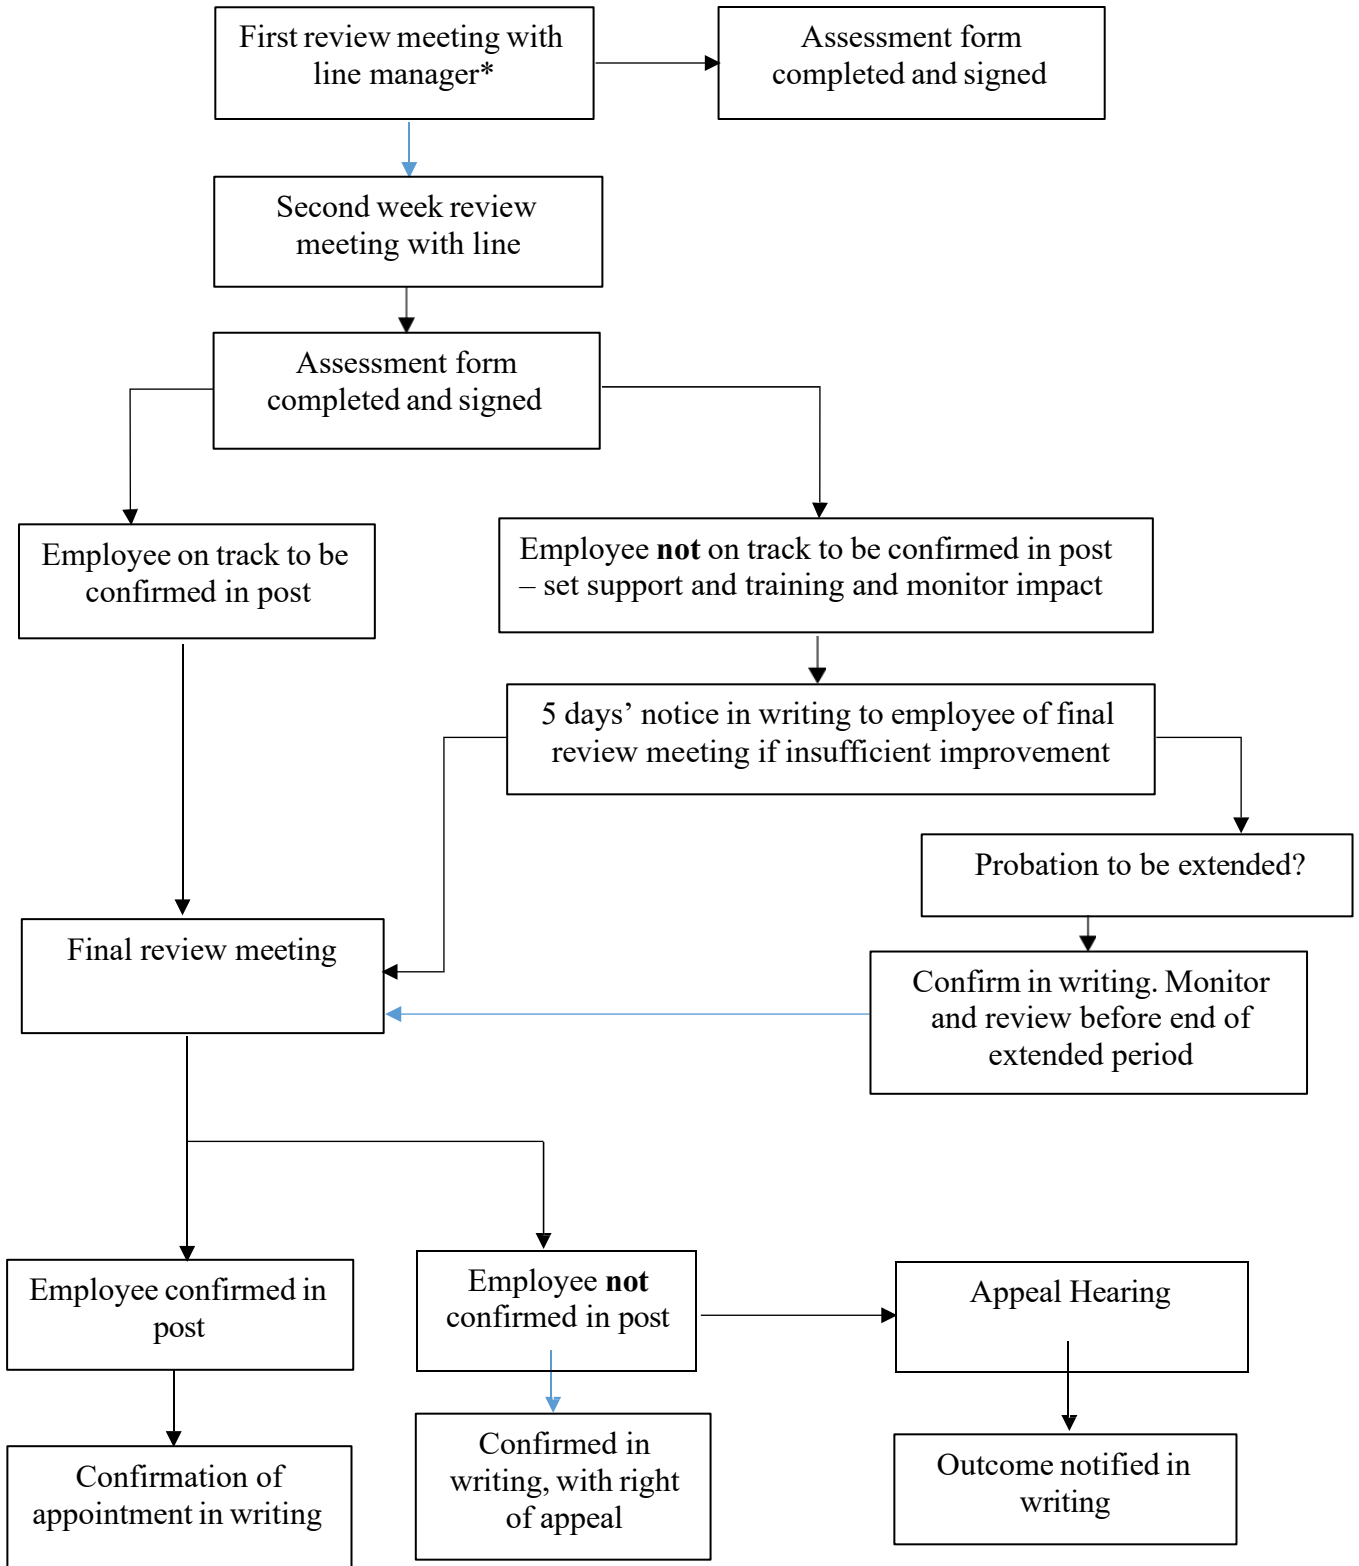 First review meeting with
line manager*
Assessment form
completed and signed
Second week review
meeting with line
Assessment form
completed and signed
Employee on track to be
confirmed in post
Employee not on track to be confirmed in post
– set support and training and monitor impact
5 days’ notice in writing to employee of final
review meeting if insufficient improvement
Probation to be extended?
Final review meeting
Confirm in writing. Monitor
and review before end of
extended period
Employee confirmed in
post
Employee not
confirmed in post
Appeal Hearing
Confirmation of
appointment in writing
Confirmed in
writing, with right
of appeal
Outcome notified in
writing